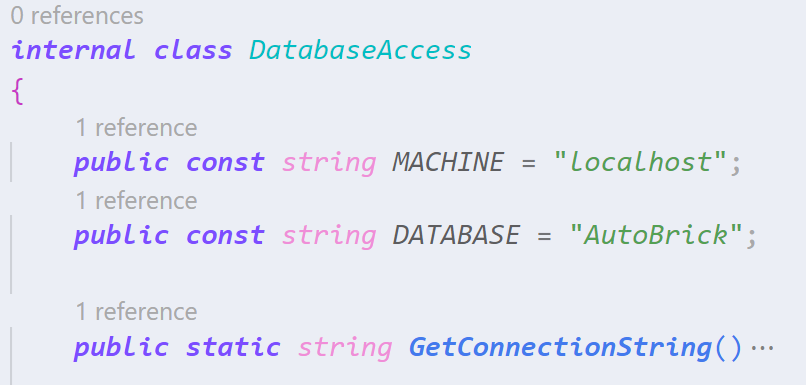 0 references
internal class DatabaseAccess
{
1 reference
public const string MACHINE = "localhost";
1 reference
public const string DATABASE = "AutoBrick";
1 reference
public static string GetConnectionString()···